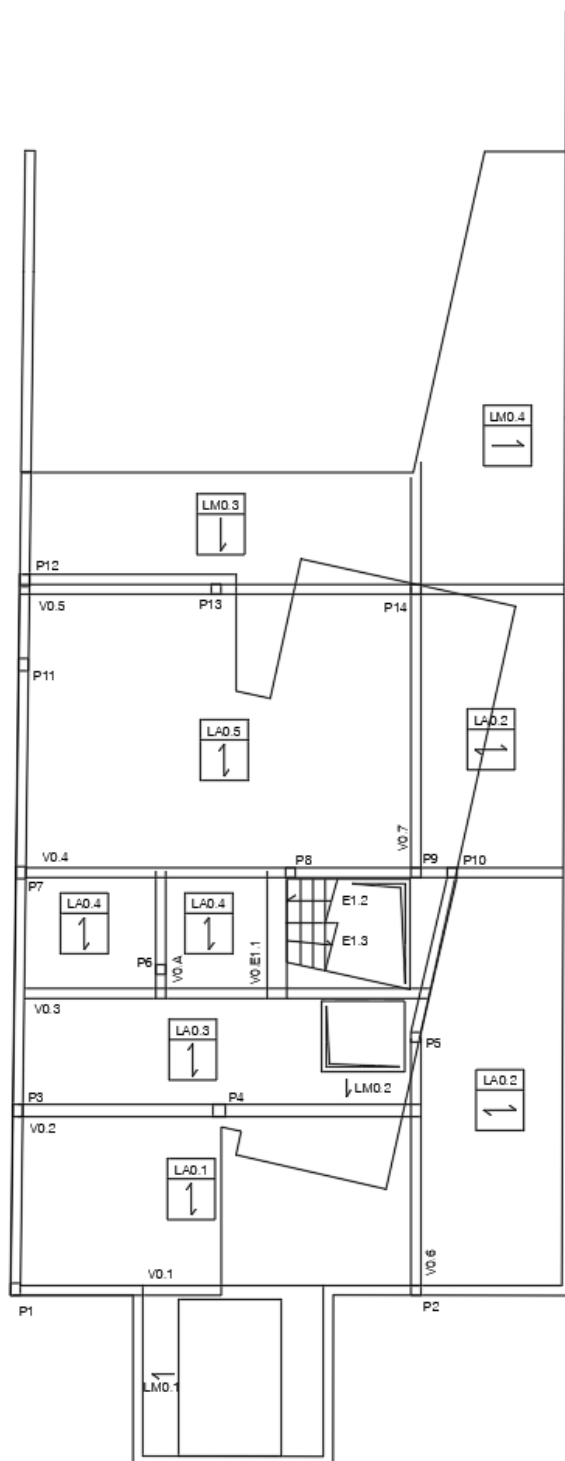 LM0.4
LM0.3
P12
V0.5
P13
P14
P11
LA0.5
LA0.2
V0.7
V0.4
P8
P9
P10
P7
LA0.4
LA0.4
E1.2
P6
V0.A
V0.E1.1
E1.3
V0.3
LA0.3
P5
LM0.2
LA0.2
P3
P4
V0.2
LA0.1
V0.1
V0.6
P1
P2
LM0.1